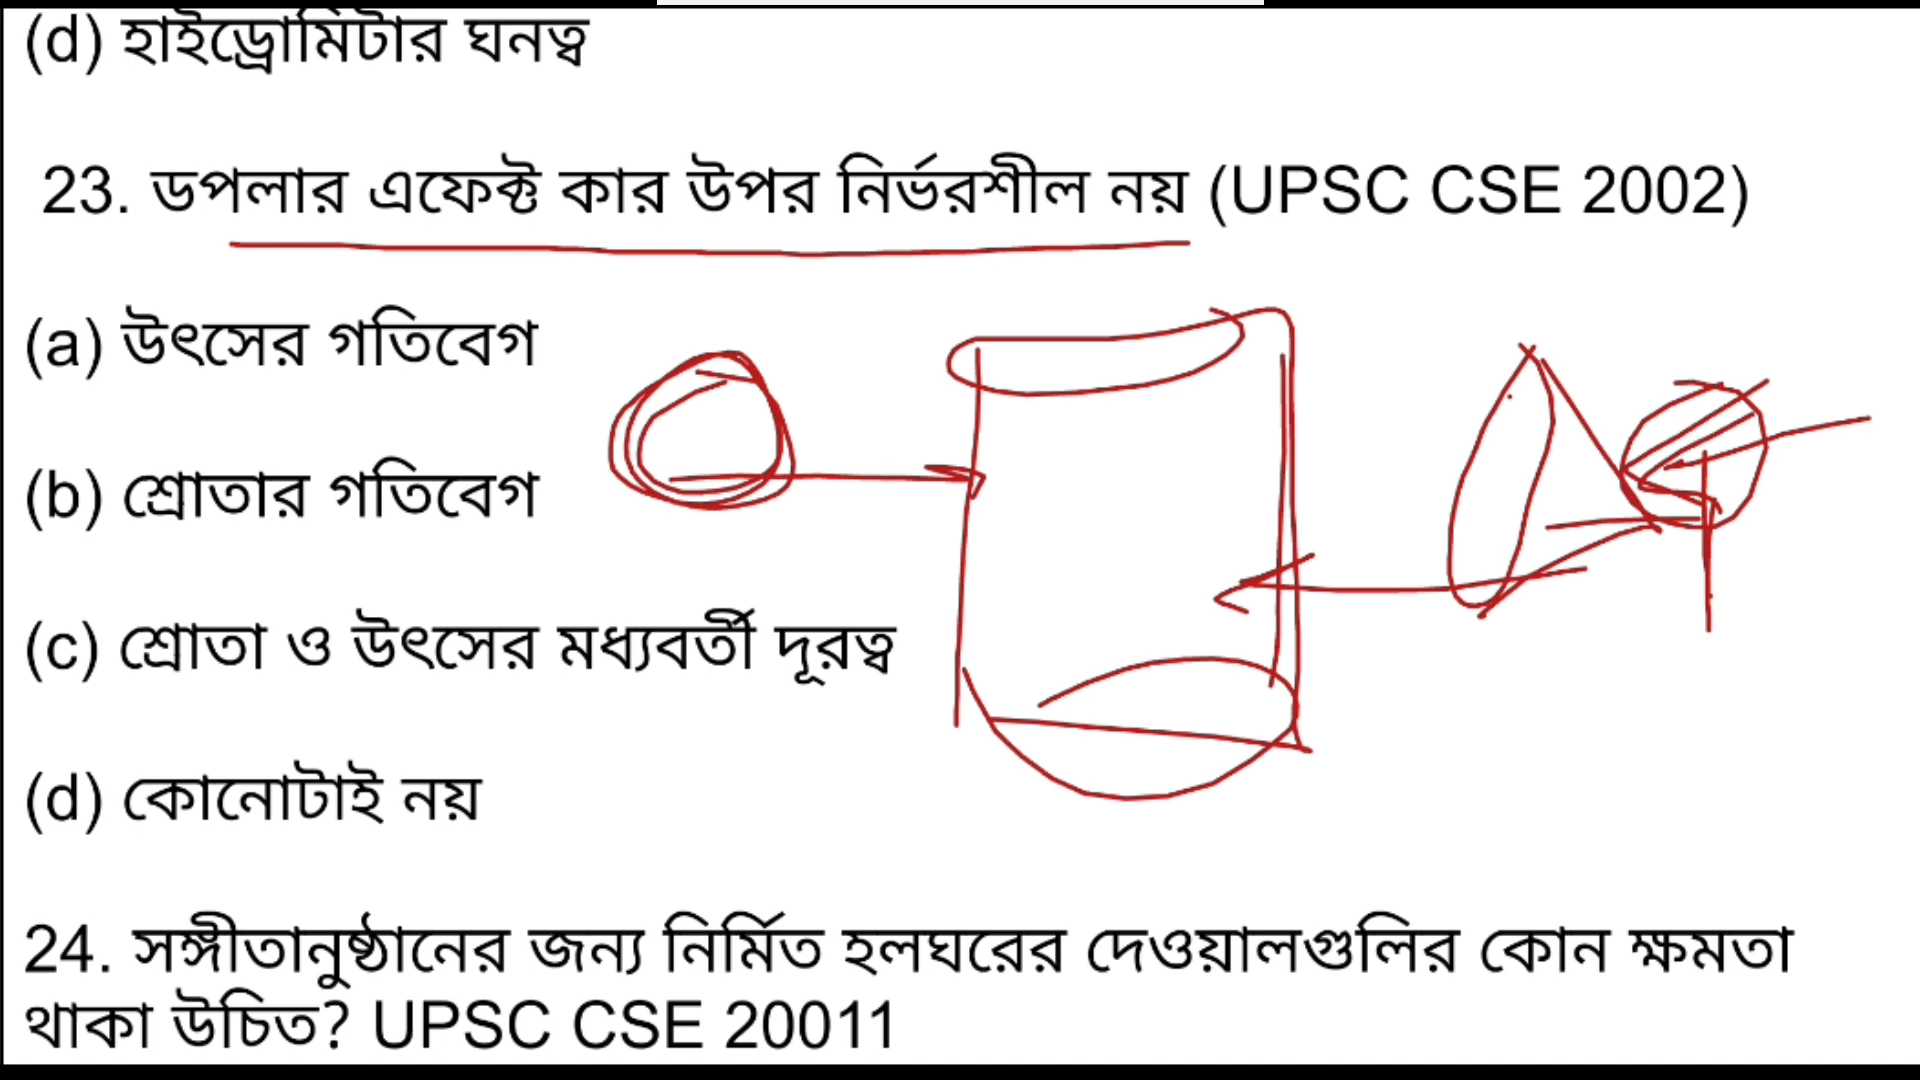 (d) হাইড্রোমিটার ঘনত্ব
23. ডপলার এফেক্ট কার উপর নির্ভরশীল নয় (UPSC CSE 2002)
(a) উৎসের গতিবেগ
(b) শ্রোতার গতিবেগ
(c) শ্রোতা ও উৎসের মধ্যবর্তী দূরত্ব
(d) কোনোটাই নয়
24. সঙ্গীতানুষ্ঠানের জন্য নির্মিত হলঘরের দেওয়ালগুলির কোন ক্ষমতা
থাকা উচিত? UPSC CSE 20011